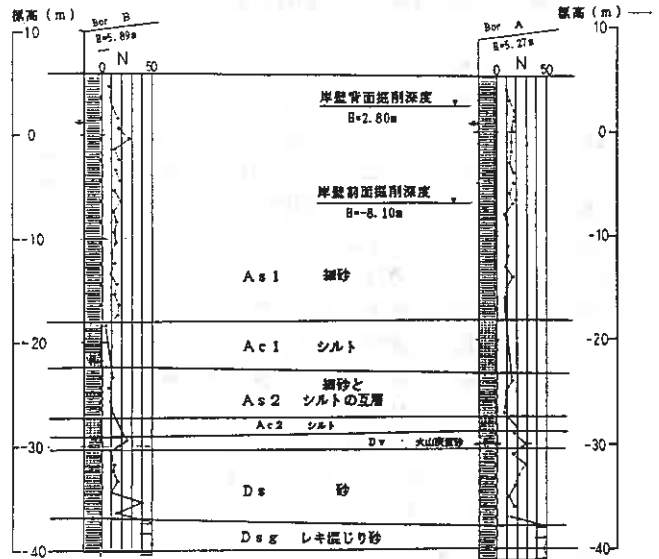 標高 (m)
Bor B
H=5.89m
N
0 50
10
0
-10
-20
-30
-40
50
標高 (m)
Bor A
H=5.27m
N
0 50
10
0
-10
-20
-30
-40
岸壁背面掘削深度
H=2.80m
岸壁前面掘削深度
H=-8.10m
As1 細砂
Ac1 シルト
細砂と
As2 シルトの互層
Ac2 シルト
Dv 火山灰質砂
Ds 砂
Dsg レキ混じり砂